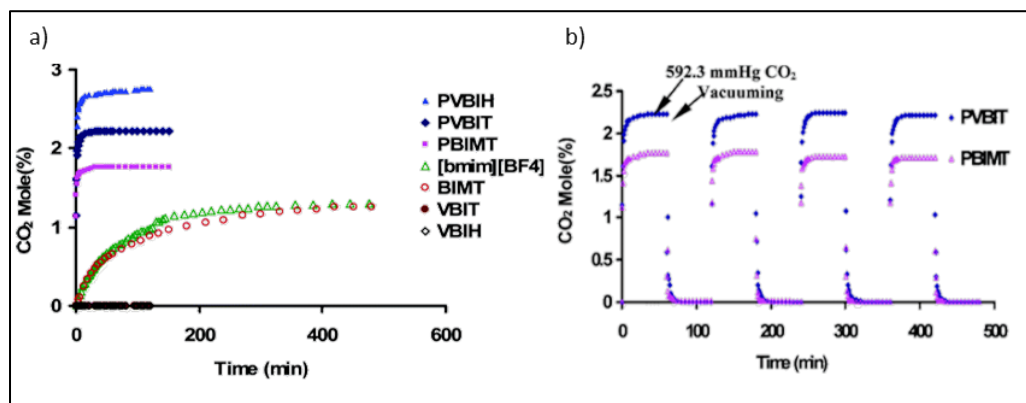 a)
3
2
1
0
CO₂ Mole(%)
0 200 400 600
Time (min)
PVBIH
PVBIT
PBIMT
[bmim][BF4]
BIMT
VBIT
VBIH
b)
592.3 mmHg CO₂
Vacuuming
2.5
2
1.5
1
0.5
0
CO₂ Mole(%)
0 100 200 300 400 500
Time (min)
PVBIT
PBIMT